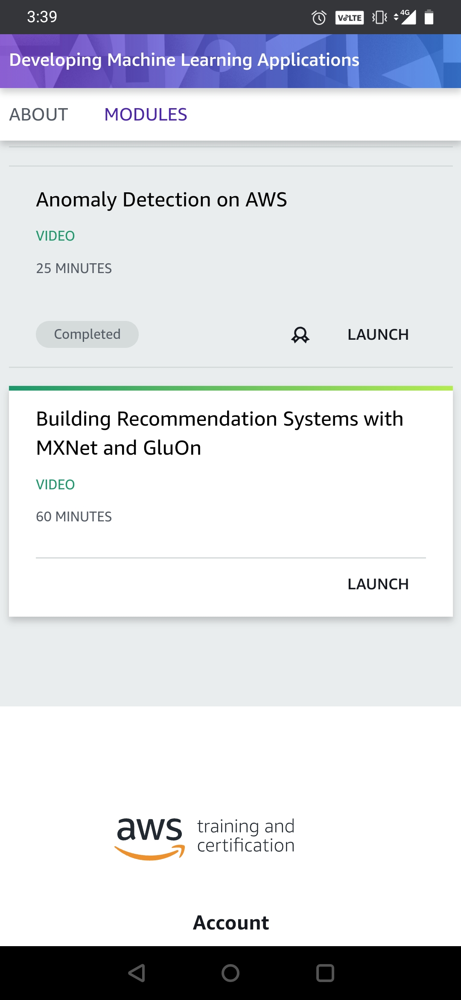 3:39
VoLTE
4G
Developing Machine Learning Applications
ABOUT MODULES
Anomaly Detection on AWS
VIDEO
25 MINUTES
Completed
LAUNCH
Building Recommendation Systems with
MXNet and GluOn
VIDEO
60 MINUTES
LAUNCH
aws training and
certification
Account